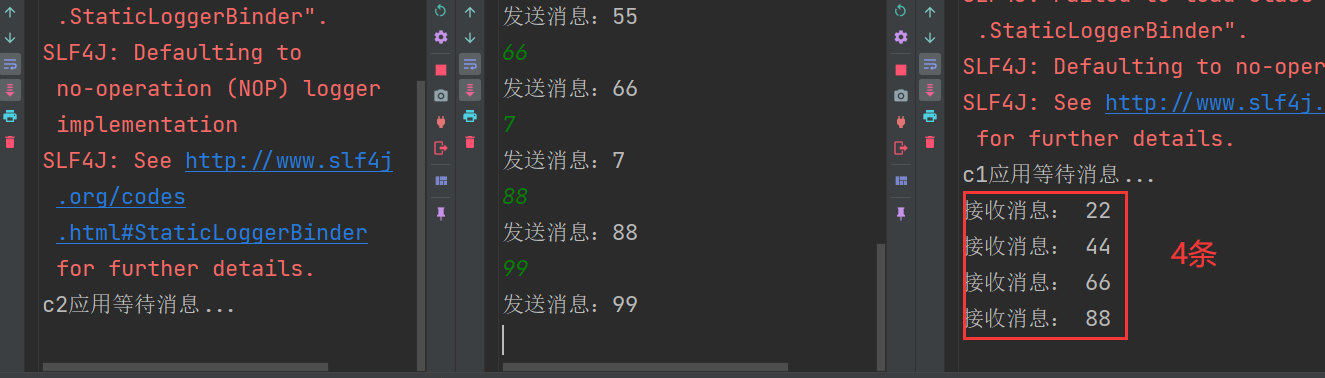 .StaticLoggerBinder".
SLF4J: Defaulting to
no-operation (NOP) logger
implementation
SLF4J: See http://www.slf4j
.org/codes
.html#StaticLoggerBinder
for further details.
c2应用等待消息...
发送消息：55
66
发送消息：66
7
发送消息：7
88
发送消息：88
99
发送消息：99
.StaticLoggerBinder".
SLF4J: Defaulting to no-oper
SLF4J: See http://www.slf4j.
for further details.
c1应用等待消息...
接收消息： 22
接收消息： 44
接收消息： 66
接收消息： 88
4条